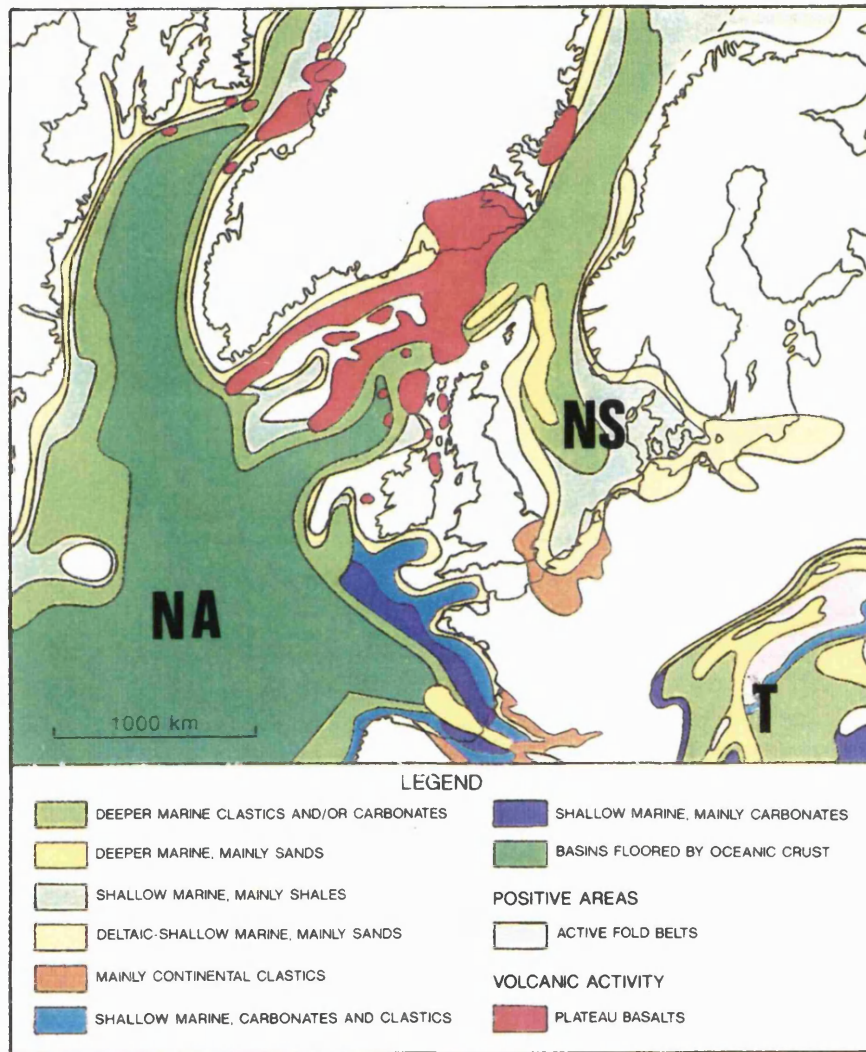 NS
NA
T
1000 km
LEGEND
DEEPER MARINE CLASTICS AND/OR CARBONATES
DEEPER MARINE, MAINLY SANDS
SHALLOW MARINE, MAINLY SHALES
DELTAIC-SHALLOW MARINE, MAINLY SANDS
MAINLY CONTINENTAL CLASTICS
SHALLOW MARINE, CARBONATES AND CLASTICS
SHALLOW MARINE, MAINLY CARBONATES
BASINS FLOORED BY OCEANIC CRUST
POSITIVE AREAS
ACTIVE FOLD BELTS
VOLCANIC ACTIVITY
PLATEAU BASALTS